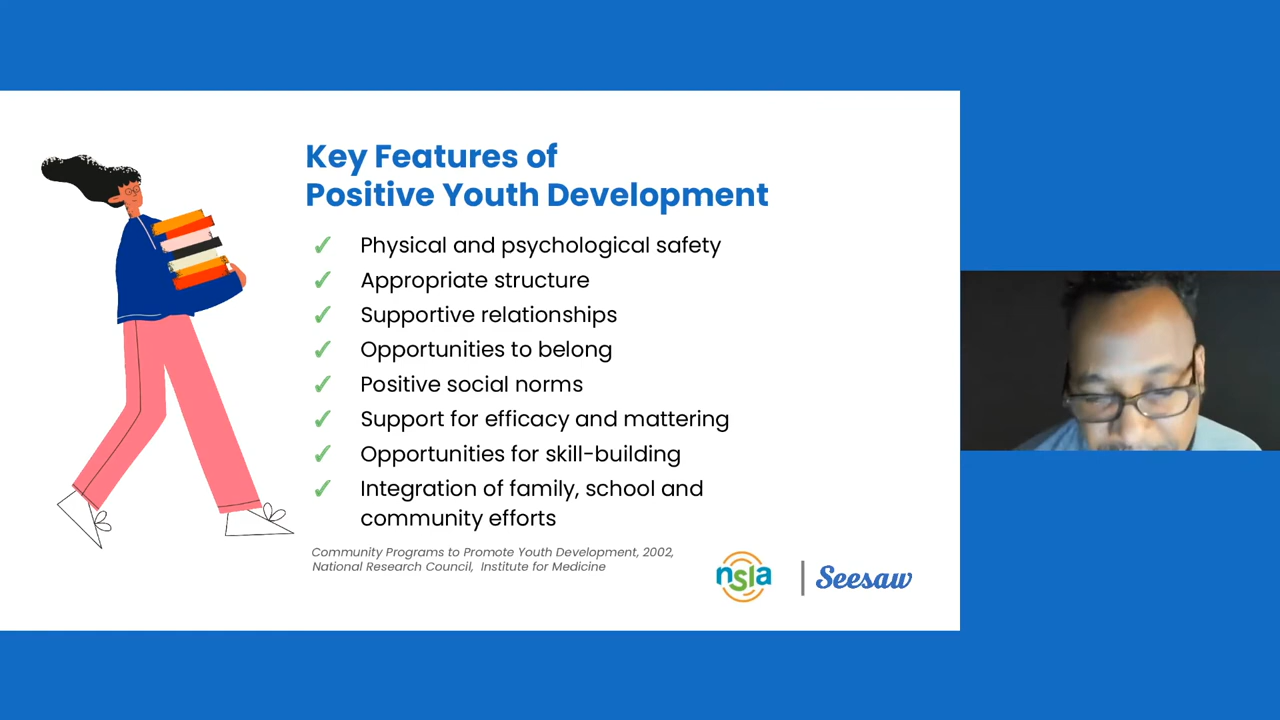 Key Features of
Positive Youth Development
✓ Physical and psychological safety
✓ Appropriate structure
✓ Supportive relationships
✓ Opportunities to belong
✓ Positive social norms
✓ Support for efficacy and mattering
✓ Opportunities for skill-building
✓ Integration of family, school and
community efforts
Community Programs to Promote Youth Development, 2002,
National Research Council, Institute for Medicine
nsla | Seesaw